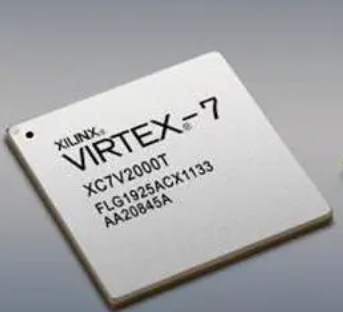 XILINX®
VIRTEX®-7
XC7V2000T
FLG1925ACX1133
AA20845A